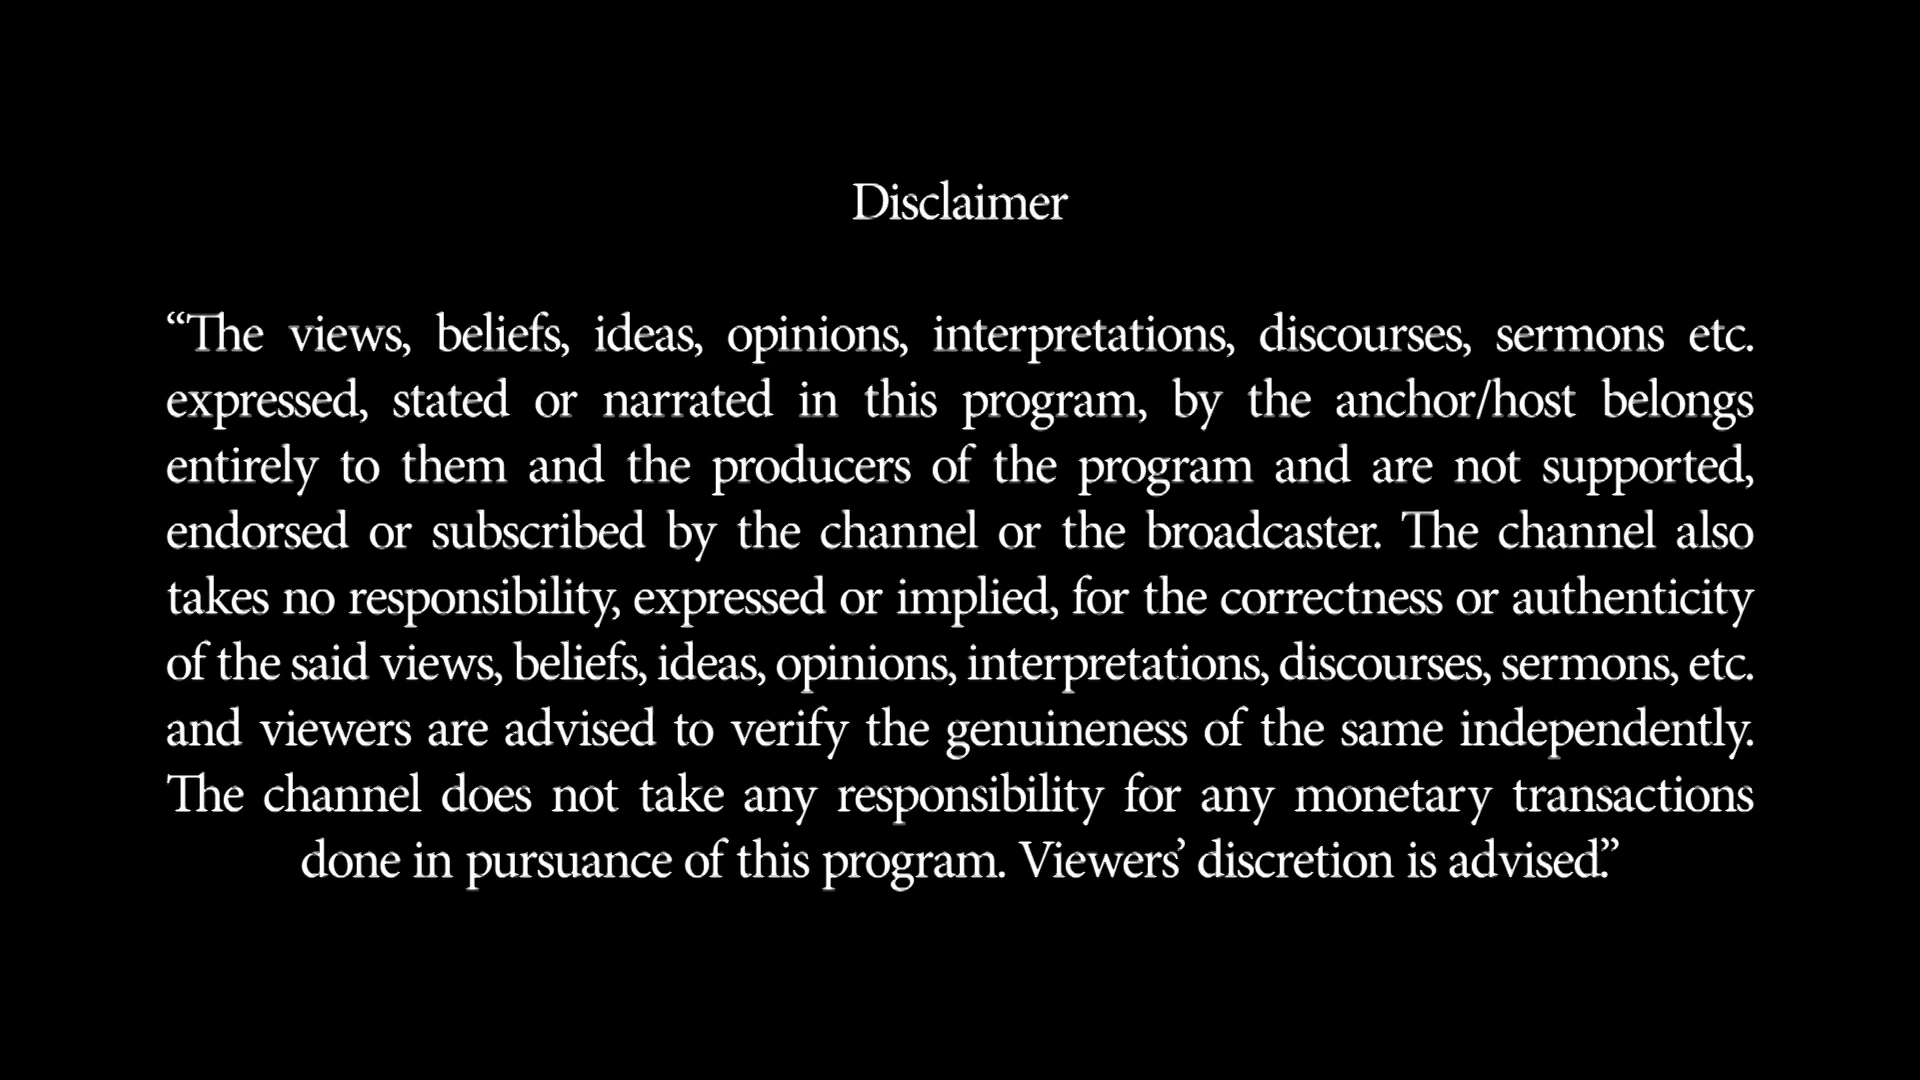 Disclaimer
“The views, beliefs, ideas, opinions, interpretations, discourses, sermons etc.
expressed, stated or narrated in this program, by the anchor/host belongs
entirely to them and the producers of the program and are not supported,
endorsed or subscribed by the channel or the broadcaster. The channel also
takes no responsibility, expressed or implied, for the correctness or authenticity
of the said views, beliefs, ideas, opinions, interpretations, discourses, sermons, etc.
and viewers are advised to verify the genuineness of the same independently.
The channel does not take any responsibility for any monetary transactions
done in pursuance of this program. Viewers’ discretion is advised.”